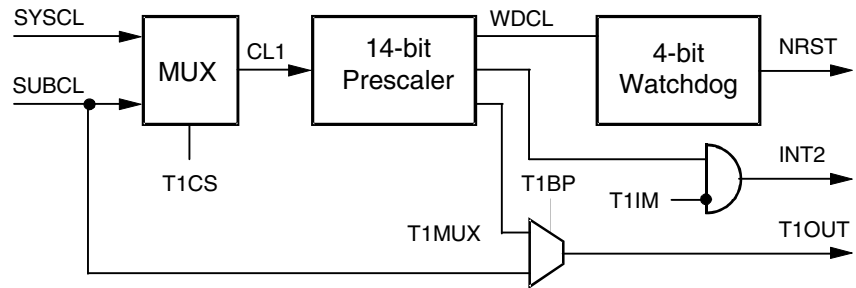 SYSCL
SUBCL
MUX
T1CS
CL1
14-bit
Prescaler
WDCL
4-bit
Watchdog
NRST
INT2
T1IM
T1BP
T1MUX
T1OUT